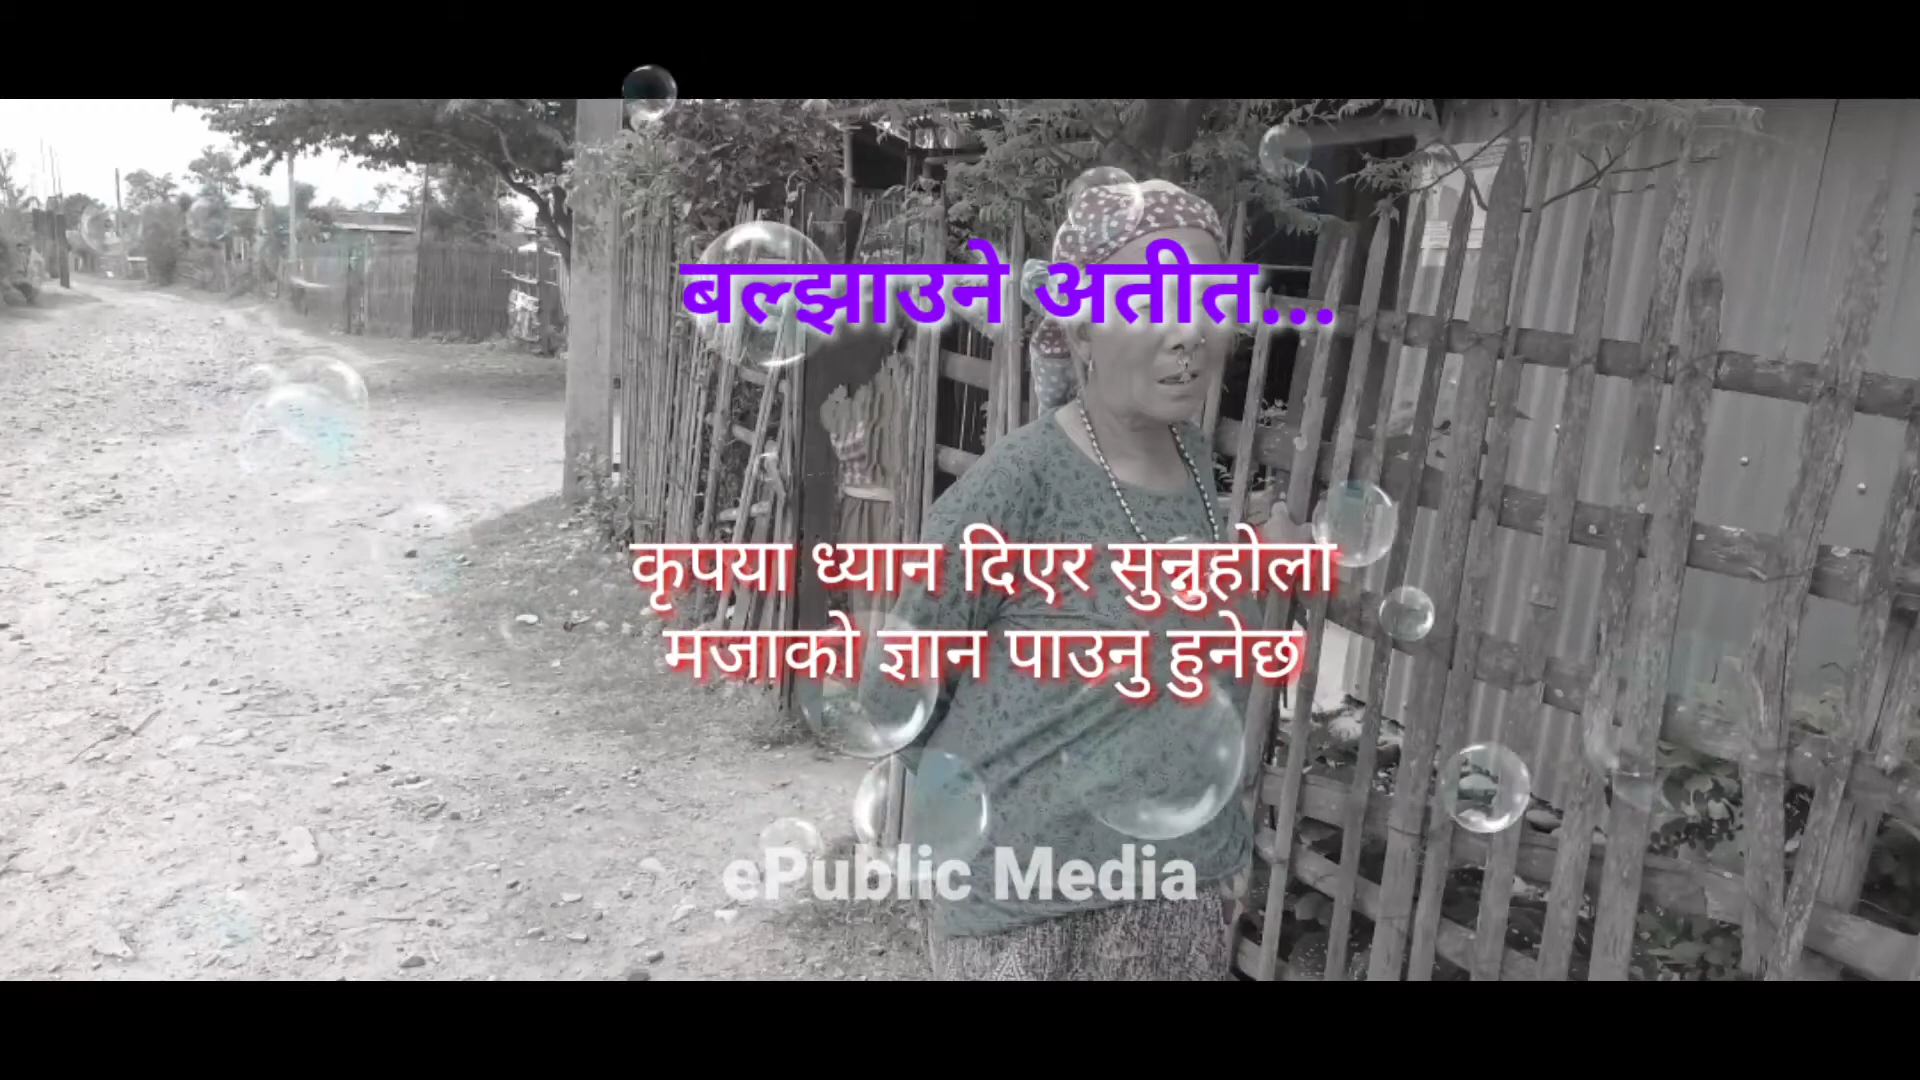 बल्झाउने अतीत...
कृपया ध्यान दिएर सुन्नुहोला
मजाको ज्ञान पाउनु हुनेछ
ePublic Media